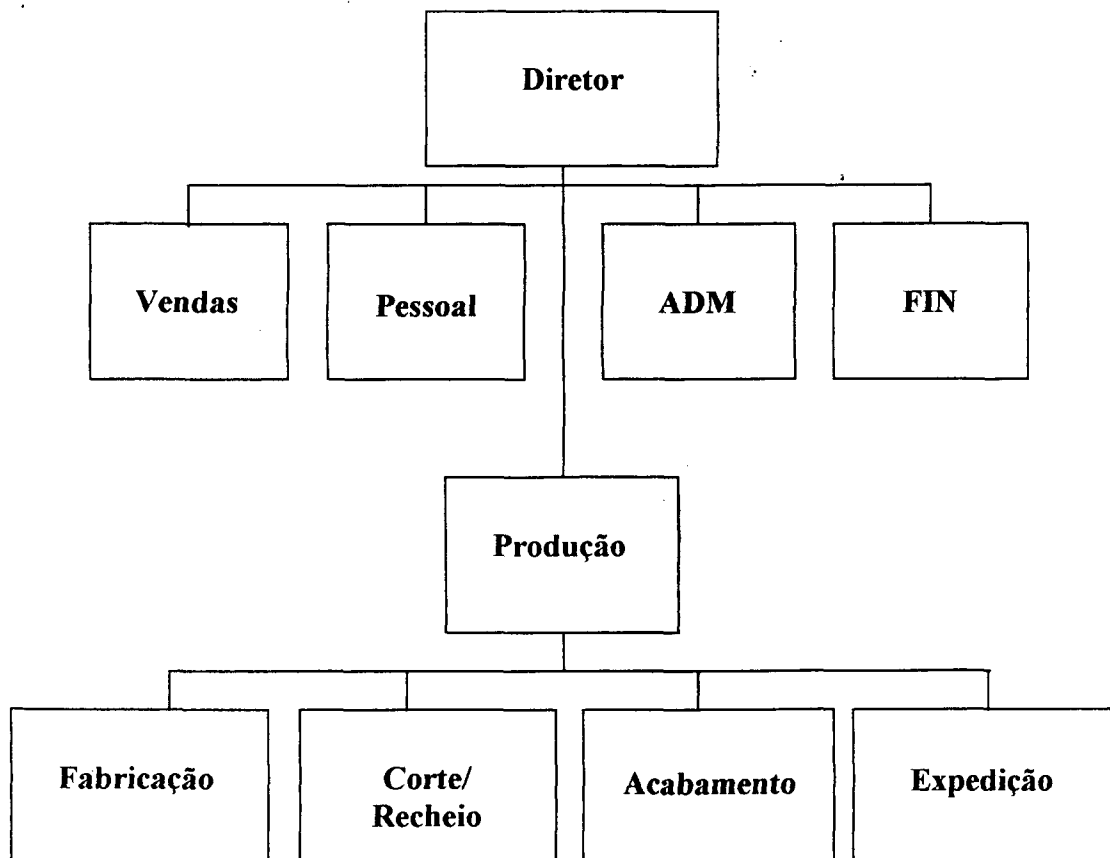 Diretor
Vendas
Pessoal
ADM
FIN
Produção
Fabricação
Corte/
Recheio
Acabamento
Expedição